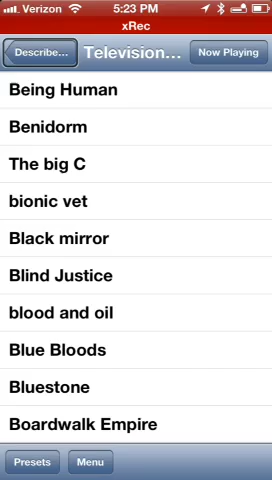 Verizon 5:23 PM
xRec
Describe... Television... Now Playing
Being Human
Benidorm
The big C
bionic vet
Black mirror
Blind Justice
blood and oil
Blue Bloods
Bluestone
Boardwalk Empire
Presets Menu